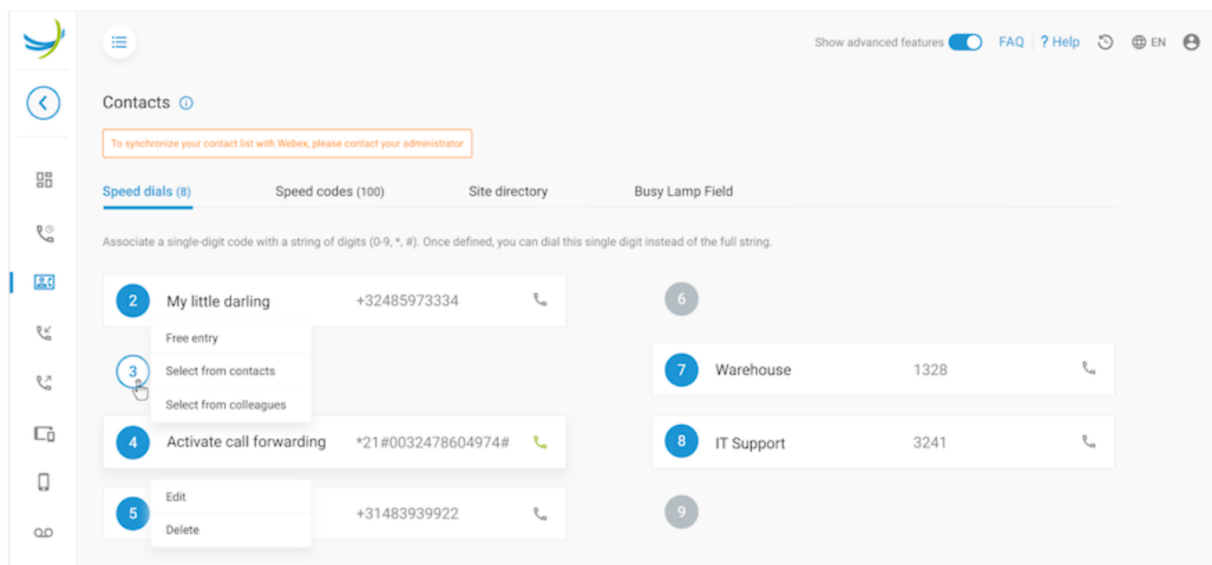 Show advanced features FAQ ? Help EN
Contacts
To synchronize your contact list with Webex, please contact your administrator
Speed dials (8) Speed codes (100) Site directory Busy Lamp Field
Associate a single-digit code with a string of digits (0-9, *, #). Once defined, you can dial this single digit instead of the full string.
2 My little darling +32485973334
6
Free entry
3 Select from contacts
7 Warehouse 1328
Select from colleagues
4 Activate call forwarding *21#0032478604974#
8 IT Support 3241
Edit
5 +31483939922
9
Delete